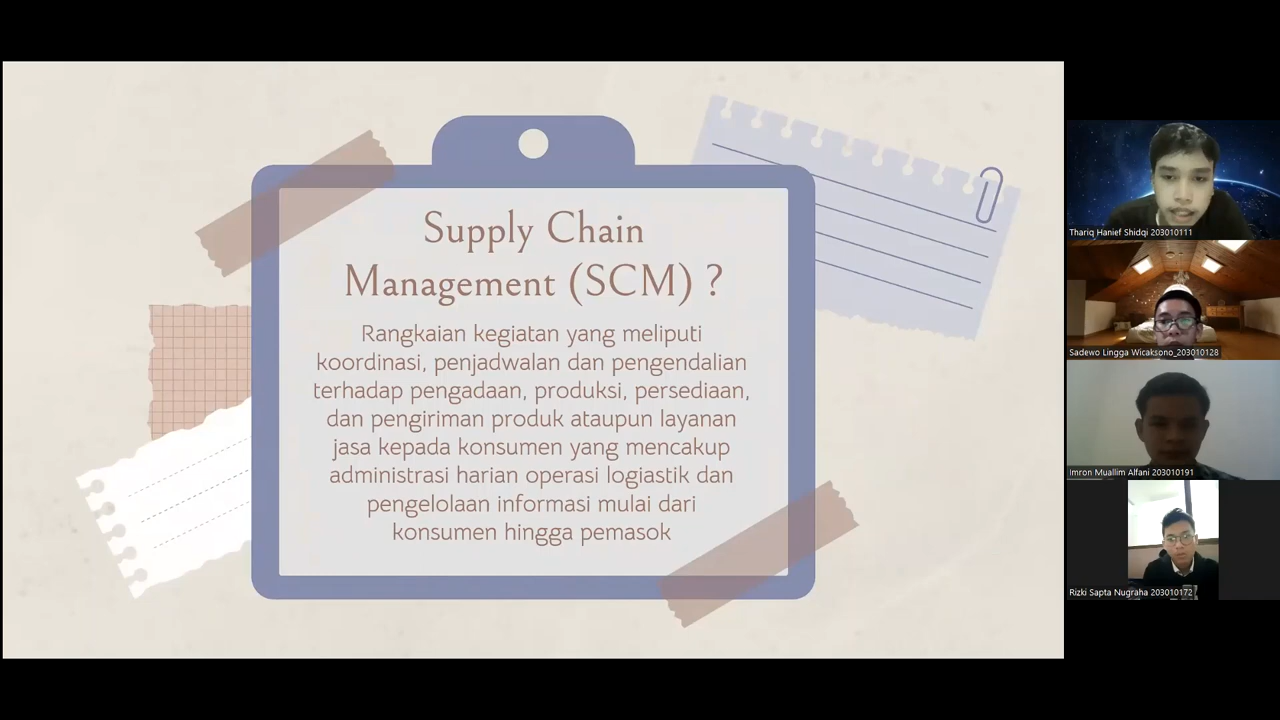 Supply Chain
Management (SCM) ?
Rangkaian kegiatan yang meliputi
koordinasi, penjadwalan dan pengendalian
terhadap pengadaan, produksi, persediaan,
dan pengiriman produk ataupun layanan
jasa kepada konsumen yang mencakup
administrasi harian operasi logiastik dan
pengelolaan informasi mulai dari
konsumen hingga pemasok
Thariq Hanief Shidqi 203010111
Sadewo Lingga Wicaksono_203010128
Imron Muallim Alfani 203010191
Rizki Sapta Nugraha 203010172